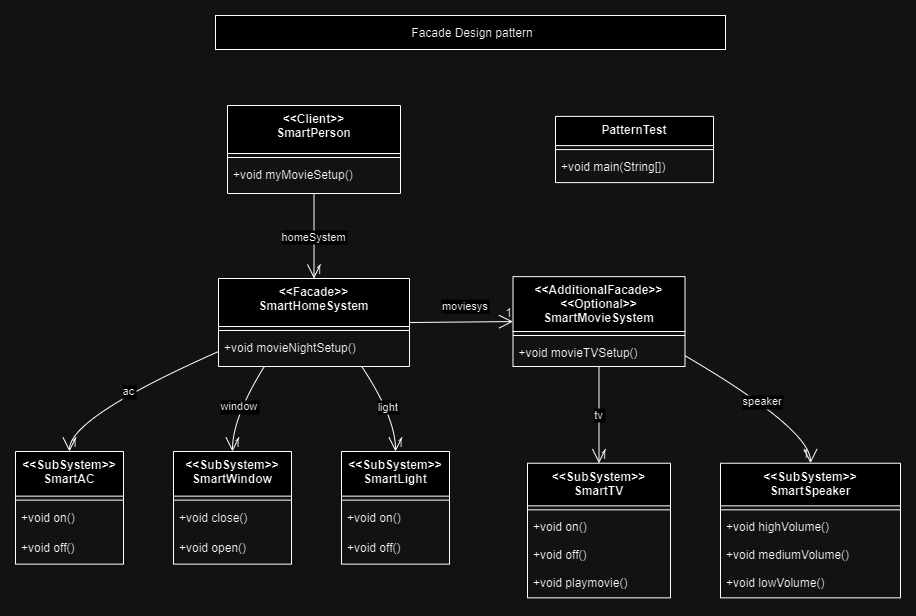 Facade Design pattern
<<Client>>
SmartPerson
+void myMovieSetup()
PatternTest
+void main(String[])
homeSystem
1
<<Facade>>
SmartHomeSystem
+void movieNightSetup()
moviesys
1
<<AdditionalFacade>>
<<Optional>>
SmartMovieSystem
+void movieTVSetup()
ac
1
window
1
light
1
tv
1
speaker
1
<<SubSystem>>
SmartAC
+void on()
+void off()
<<SubSystem>>
SmartWindow
+void close()
+void open()
<<SubSystem>>
SmartLight
+void on()
+void off()
<<SubSystem>>
SmartTV
+void on()
+void off()
+void playmovie()
<<SubSystem>>
SmartSpeaker
+void highVolume()
+void mediumVolume()
+void lowVolume()